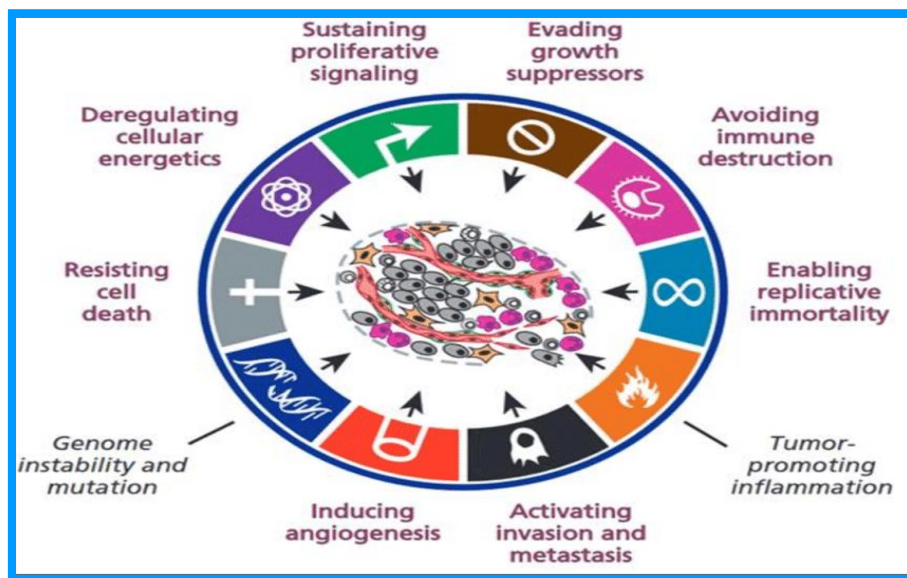 Sustaining
proliferative
signaling
Evading
growth
suppressors
Deregulating
cellular
energetics
Avoiding
immune
destruction
Resisting
cell
death
Enabling
replicative
immortality
Genome
instability and
mutation
Tumor-
promoting
inflammation
Inducing
angiogenesis
Activating
invasion and
metastasis